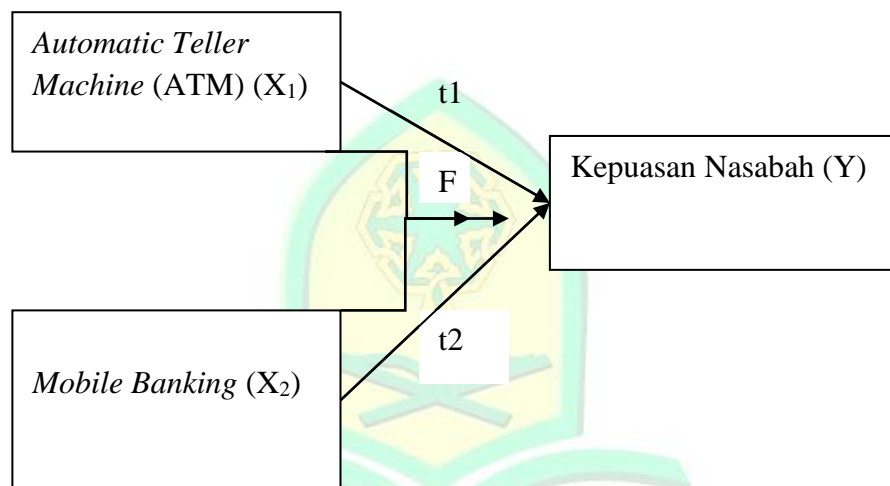 Automatic Teller
Machine (ATM) (X₁)
t1
Kepuasan Nasabah (Y)
F
t2
Mobile Banking (X₂)